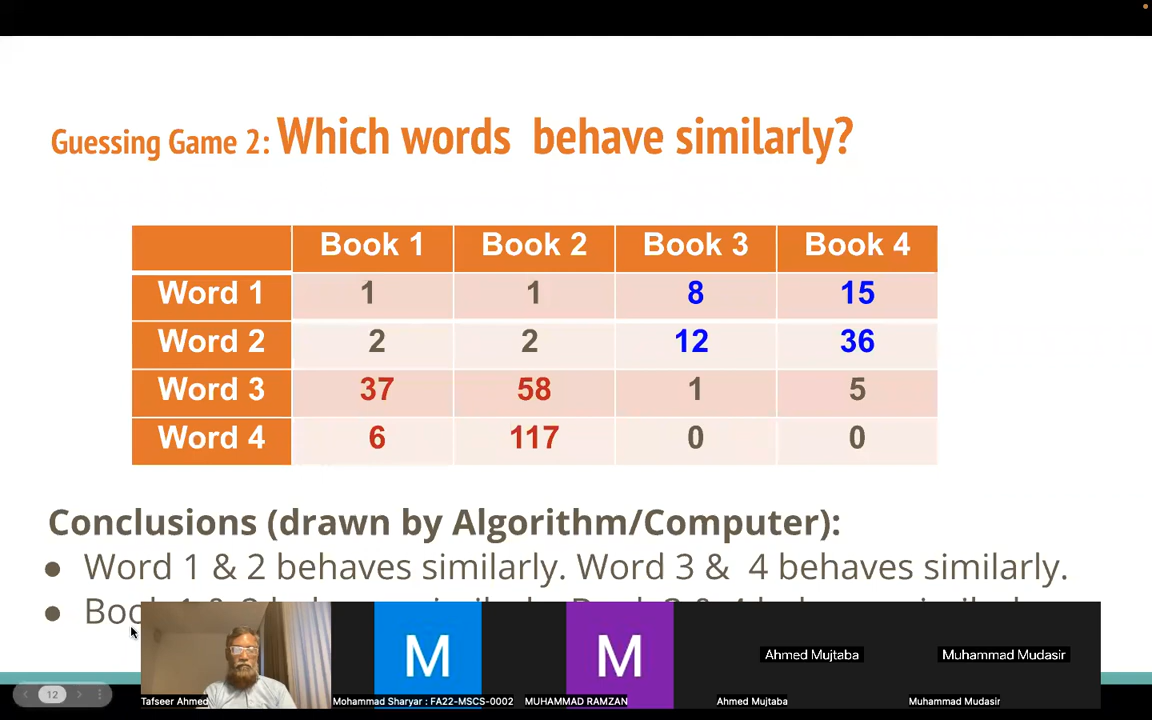 Guessing Game 2: Which words behave similarly?
Book 1 Book 2 Book 3 Book 4
Word 1 1 1 8 15
Word 2 2 2 12 36
Word 3 37 58 1 5
Word 4 6 117 0 0
Conclusions (drawn by Algorithm/Computer):
● Word 1 & 2 behaves similarly. Word 3 & 4 behaves similarly.
●
M M Ahmed Mujtaba Muhammad Mudasir
Tafseer Ahmed Mohammad Sharyar : FA22-MSCS-0002 MUHAMMAD RAMZAN Ahmed Mujtaba Muhammad Mudasir
12